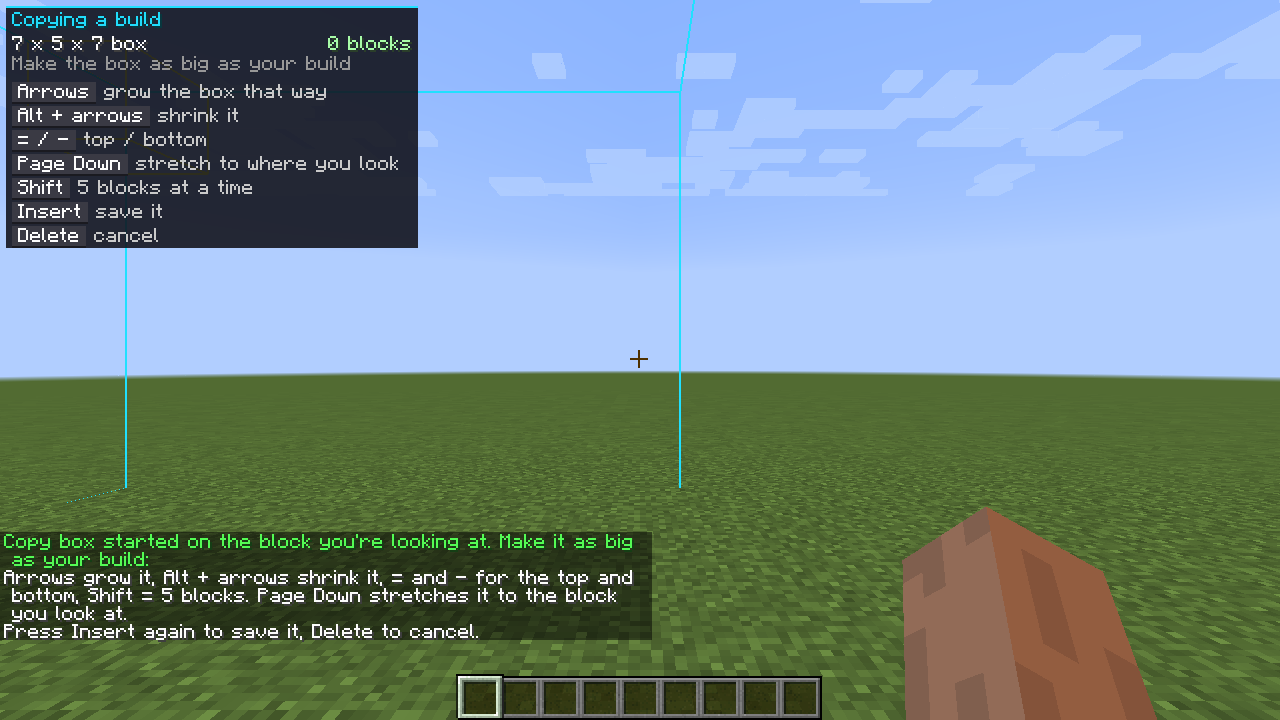 Copying a build
7 x 5 x 7 box 0 blocks
Make the box as big as your build
Arrows grow the box that way
Alt + arrows shrink it
= / - top / bottom
Page Down stretch to where you look
Shift 5 blocks at a time
Insert save it
Delete cancel
Copy box started on the block you're looking at. Make it as big
as your build:
Arrows grow it, Alt + arrows shrink it, = and - for the top and
bottom, Shift = 5 blocks. Page Down stretches it to the block
you look at.
Press Insert again to save it, Delete to cancel.